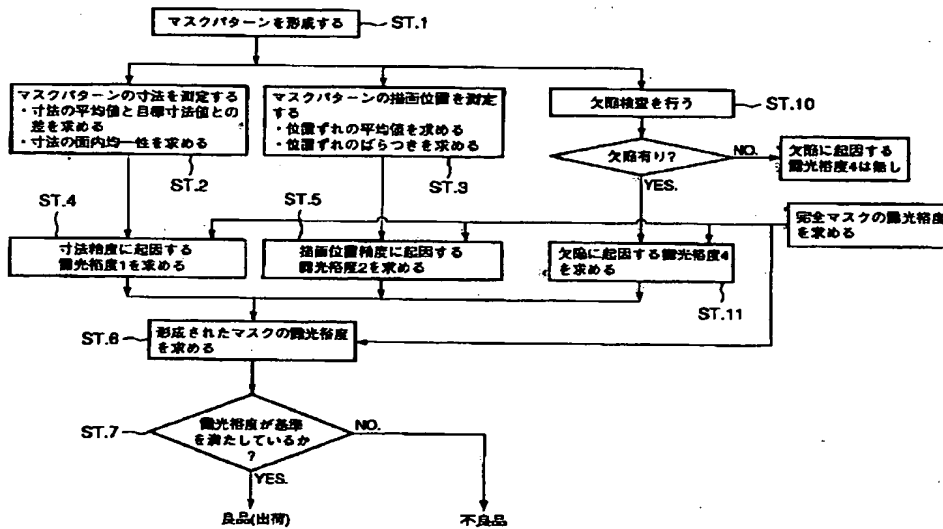 マスクパターンを形成する
ST.1
マスクパターンの寸法を測定する
・寸法の平均値と目標寸法値との
差を求める
・寸法の面内均一性を求める
ST.2
マスクパターンの描画位置を測定
する
・位置ずれの平均値を求める
・位置ずれのばらつきを求める
ST.3
欠陥検査を行う
ST.10
欠陥有り?
NO.
YES.
欠陥に起因する
露光裕度4は無し
ST.4
ST.5
完全マスクの露光裕度
を求める
寸法精度に起因する
露光裕度1を求める
描画位置精度に起因する
露光裕度2を求める
欠陥に起因する露光裕度4
を求める
ST.11
ST.6
形成されたマスクの露光裕度
を求める
ST.7
露光裕度が基準
を満たしているか
?
NO.
YES.
良品(出荷)
不良品